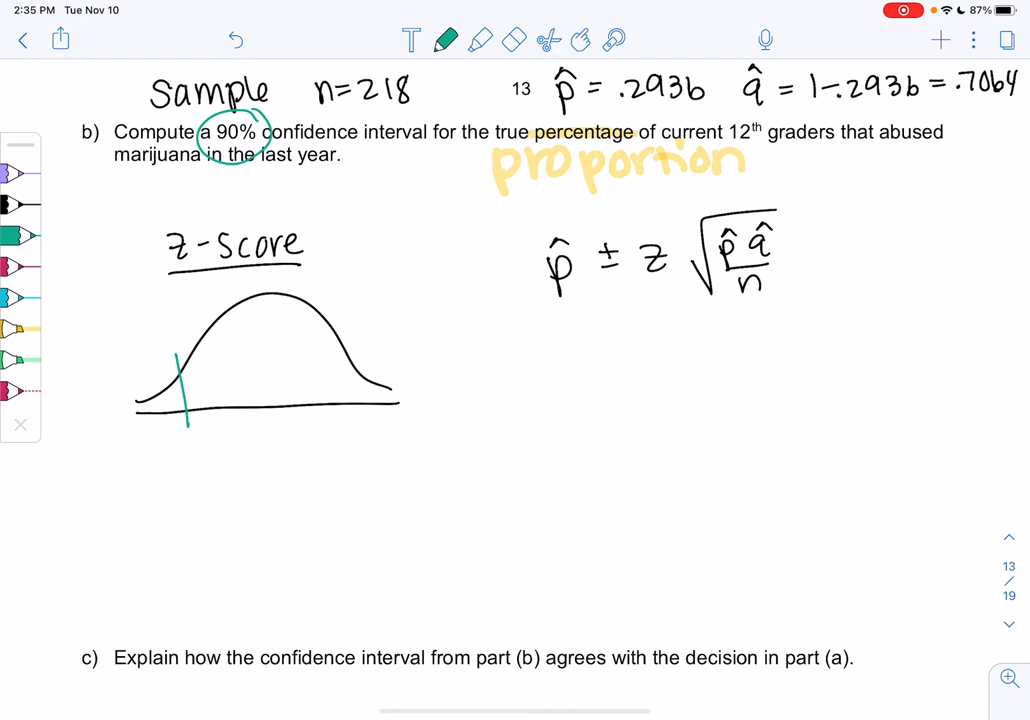 2:35 PM Tue Nov 10
87%
T
Sample n=218
13 p̂ = .2936 q̂ = 1-.2936 = .7064
b) Compute a 90% confidence interval for the true percentage of current 12th graders that abused
marijuana in the last year.
proportion
z-score
p̂ ± z √(p̂ q̂ / n)
13
/
19
c) Explain how the confidence interval from part (b) agrees with the decision in part (a).